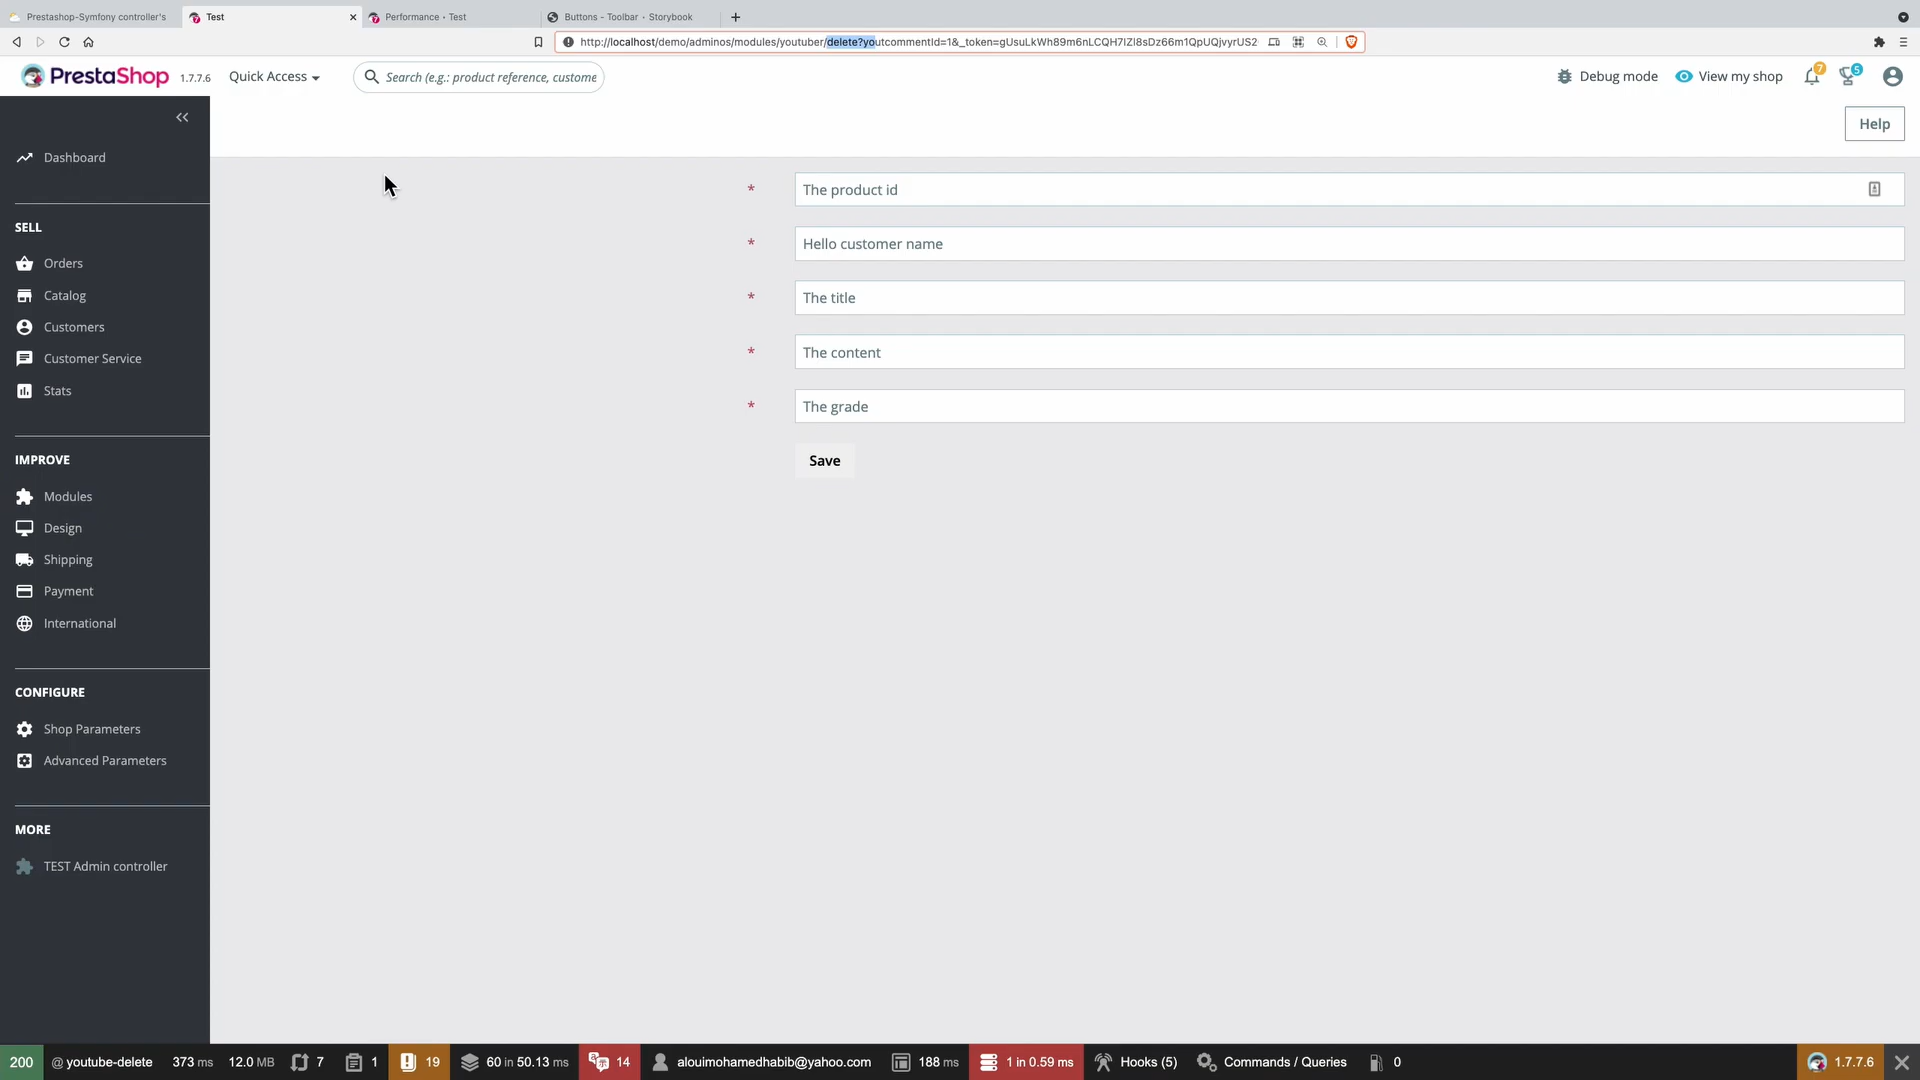 Prestashop-Symfony controller's
Test
Performance • Test
Buttons - Toolbar - Storybook
http://localhost/demo/adminos/modules/youtuber/delete?youtcommentId=1&_token=gUsuLkWh89m6nLCQH7IZI8sDz66m1QpUQjvyrUS2
PrestaShop 1.7.7.6
Quick Access
Search (e.g.: product reference, custome
Debug mode
View my shop
7
5
Help
Dashboard
SELL
Orders
Catalog
Customers
Customer Service
Stats
IMPROVE
Modules
Design
Shipping
Payment
International
CONFIGURE
Shop Parameters
Advanced Parameters
MORE
TEST Admin controller
* The product id
* Hello customer name
* The title
* The content
* The grade
Save
200 @ youtube-delete 373 ms 12.0 MB 7 1 19 60 in 50.13 ms 14 alouimohamedhabib@yahoo.com 188 ms 1 in 0.59 ms Hooks (5) Commands / Queries 0 1.7.7.6